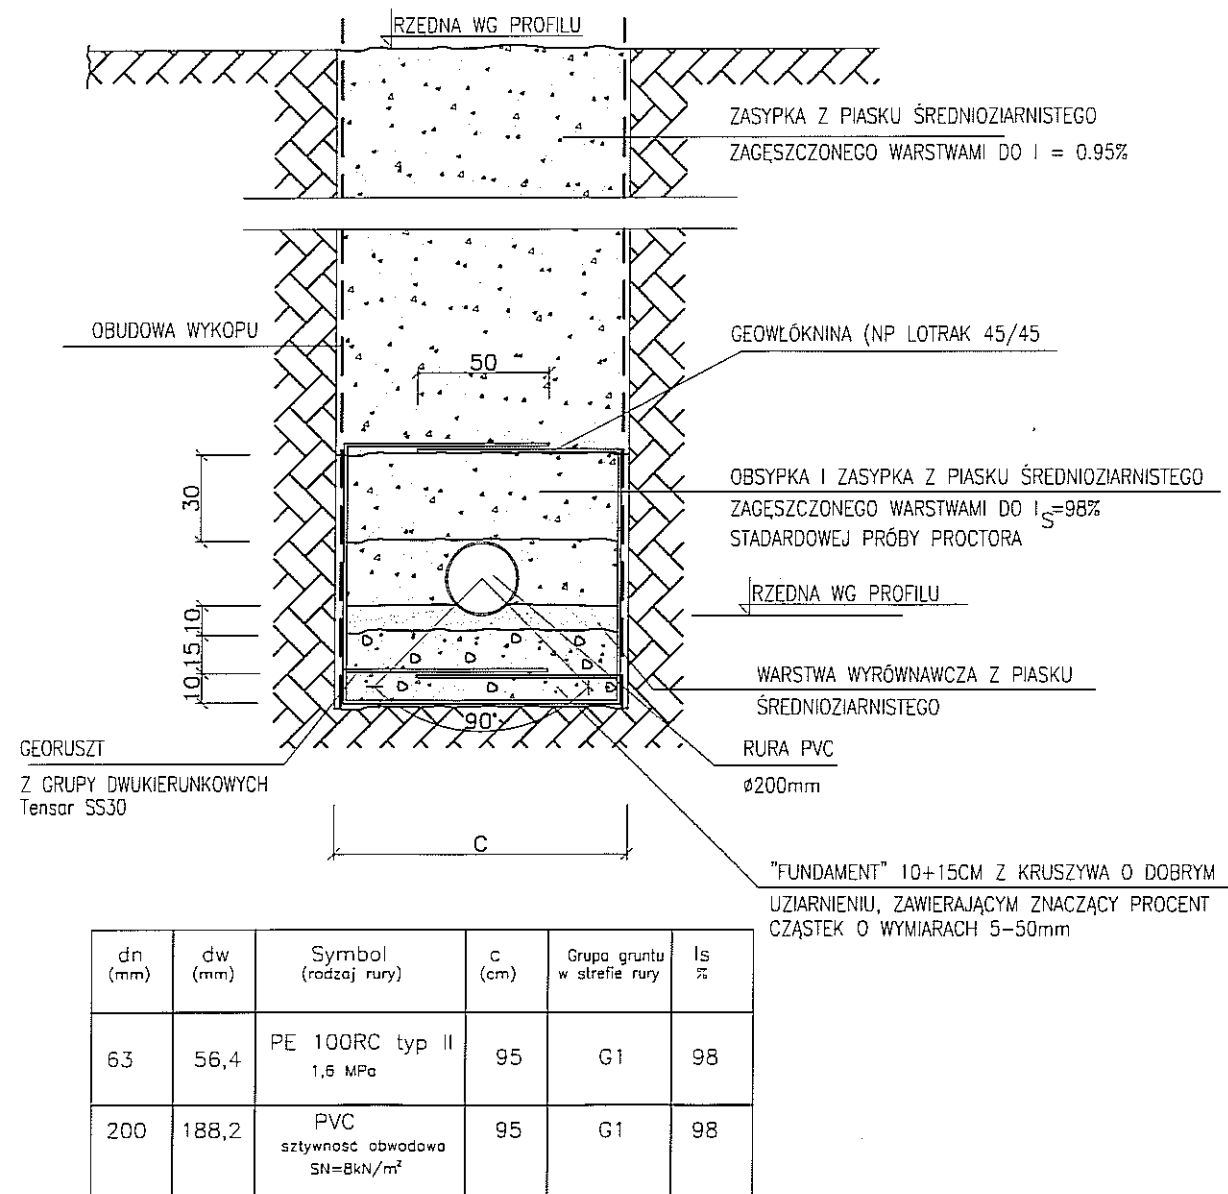 RZĘDNA WG PROFILU
ZASYPKA Z PIASKU ŚREDNIOZIARNISTEGO
ZAGĘSZCZONEGO WARSTWAMI DO I = 0.95%
OBUDOWA WYKOPU
GEOWŁÓKNINA (NP LOTRAK 45/45
50
30
OBSYPKA I ZASYPKA Z PIASKU ŚREDNIOZIARNISTEGO
ZAGĘSZCZONEGO WARSTWAMI DO IS=98%
STADARDOWEJ PRÓBY PROCTORA
RZĘDNA WG PROFILU
10
15
10
WARSTWA WYRÓWNAWCZA Z PIASKU
ŚREDNIOZIARNISTEGO
90°
GEORUSZT
Z GRUPY DWUKIERUNKOWYCH
Tensar SS30
RURA PVC
ø200mm
C
"FUNDAMENT" 10+15CM Z KRUSZYWA O DOBRYM
UZIARNIENIU, ZAWIERAJĄCYM ZNACZĄCY PROCENT
CZĄSTEK O WYMIARACH 5-50mm
dn (mm) dw (mm) Symbol (rodzaj rury) c (cm) Grupa gruntu w strefie rury Is %
63 56,4 PE 100RC typ II 1,6 MPa 95 G1 98
200 188,2 PVC sztywność obwodowa SN=8kN/m² 95 G1 98